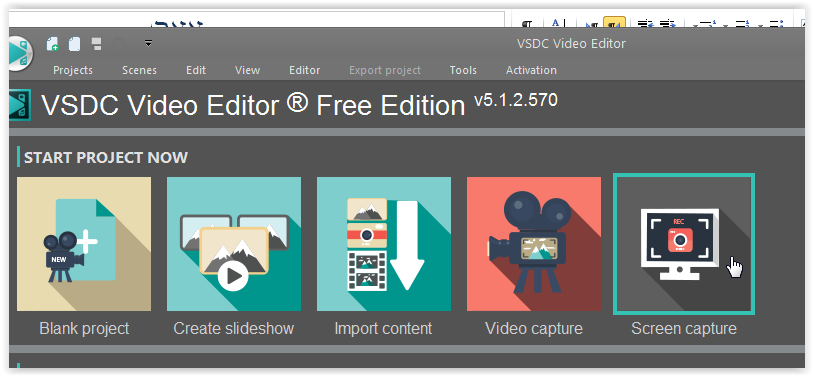 VSDC Video Editor
Projects Scenes Edit View Editor Export project Tools Activation
VSDC Video Editor ® Free Edition v5.1.2.570
START PROJECT NOW
NEW
REC
Blank project Create slideshow Import content Video capture Screen capture